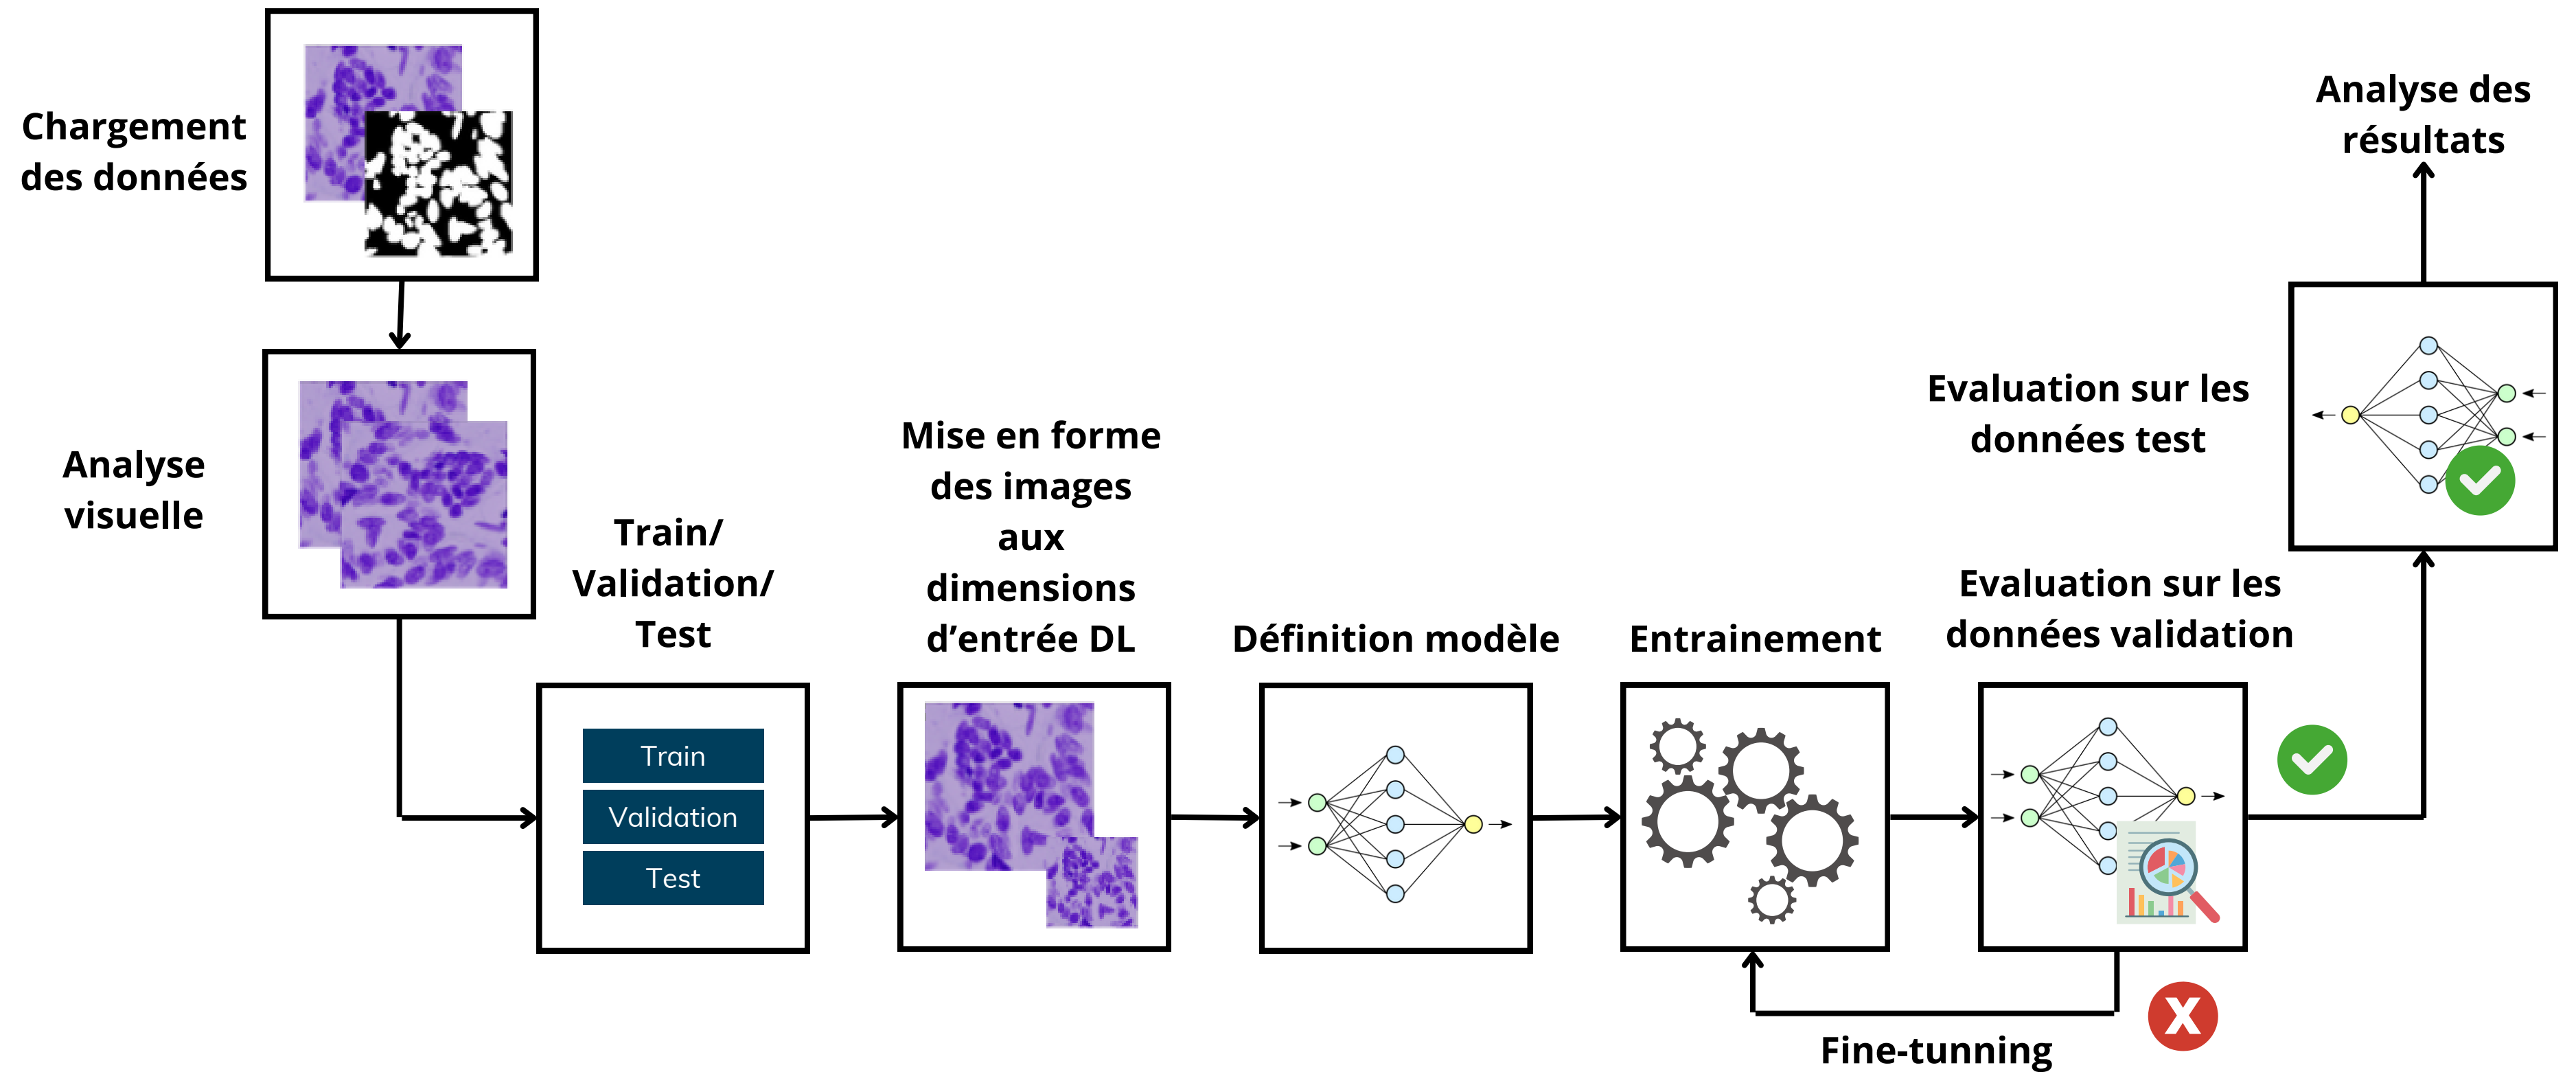 Chargement
des données
Analyse
visuelle
Train/
Validation/
Test
Train
Validation
Test
Mise en forme
des images
aux
dimensions
d’entrée DL
Définition modèle
Entrainement
Evaluation sur les
données validation
X
Fine-tunning
Evaluation sur les
données test
Analyse des
résultats